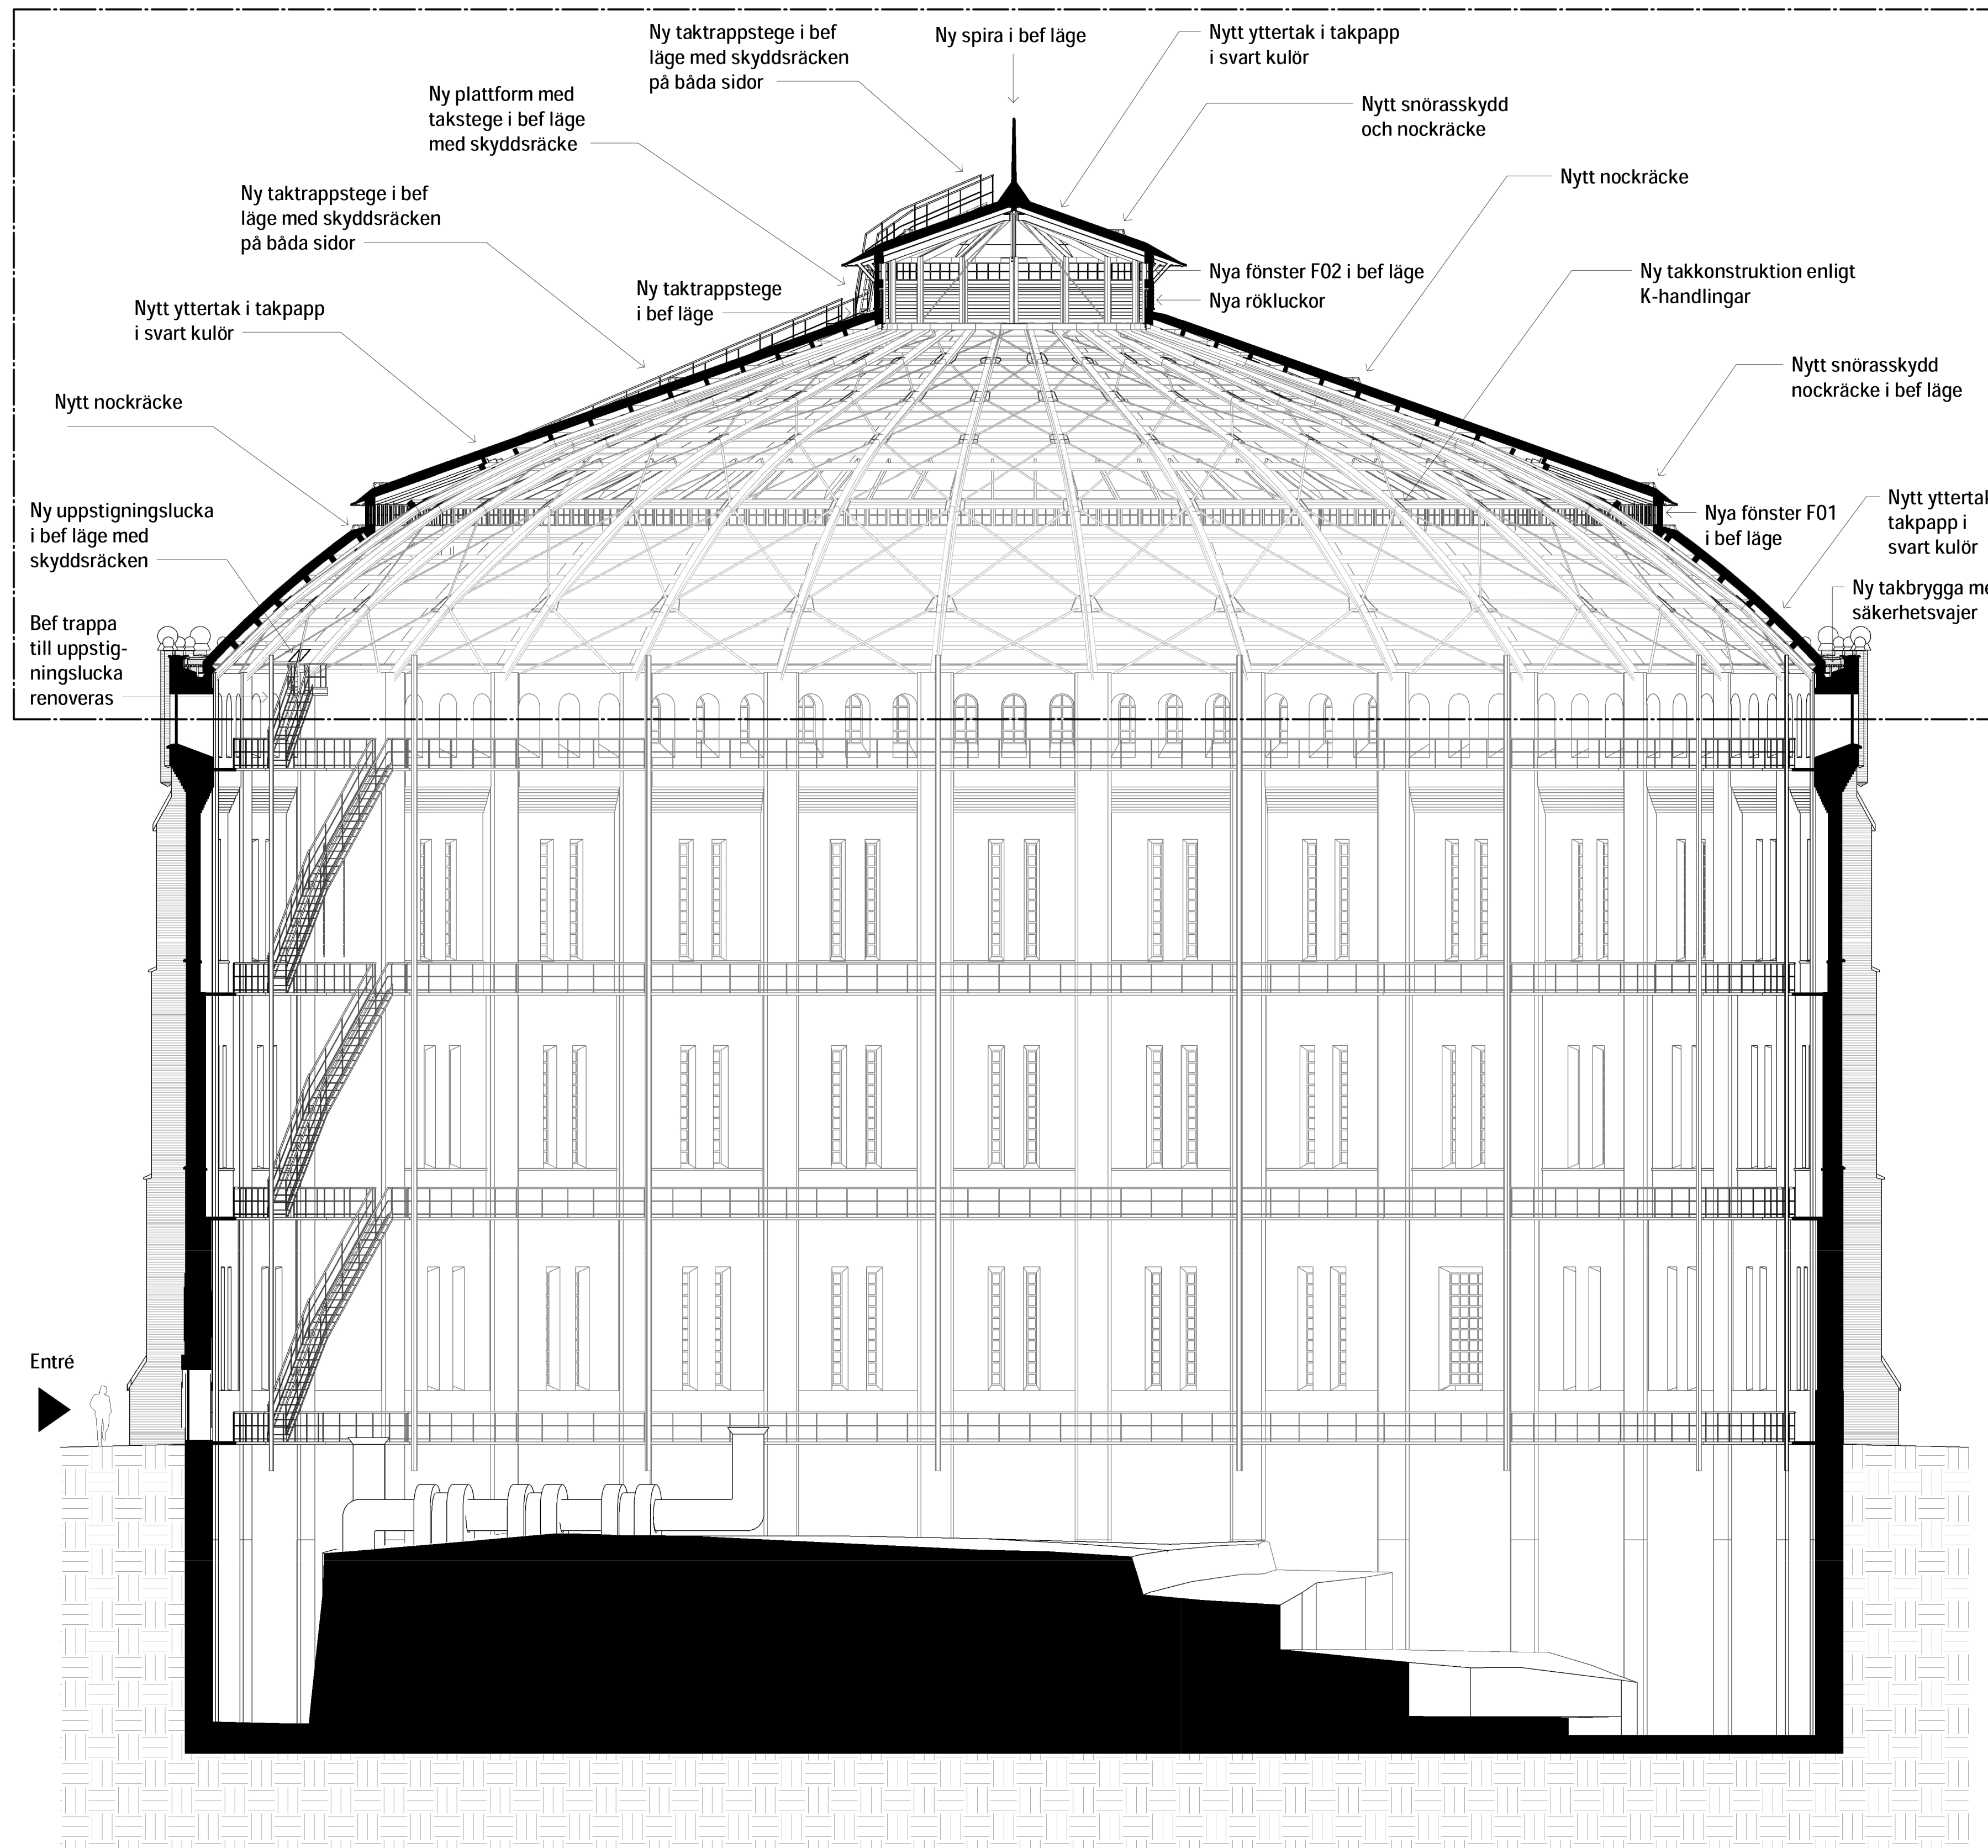 Ny taktrappstege i bef
läge med skyddsräcken
på båda sidor
Ny spira i bef läge
Nytt yttertak i takpapp
i svart kulör
Ny plattform med
takstege i bef läge
med skyddsräcke
Nytt snörasskydd
och nockräcke
Ny taktrappstege i bef
läge med skyddsräcken
på båda sidor
Nytt nockräcke
Ny taktrappstege
i bef läge
Nya fönster F02 i bef läge
Nya rökluckor
Ny takkonstruktion enligt
K-handlingar
Nytt yttertak i takpapp
i svart kulör
Nytt snörasskydd
nockräcke i bef läge
Nytt nockräcke
Ny uppstigningslucka
i bef läge med
skyddsräcken
Nya fönster F01
i bef läge
Nytt yttertak
takpapp i
svart kulör
Ny takbrygga me
säkerhetsvajer
Bef trappa
till uppstig-
ningslucka
renoveras
Entré